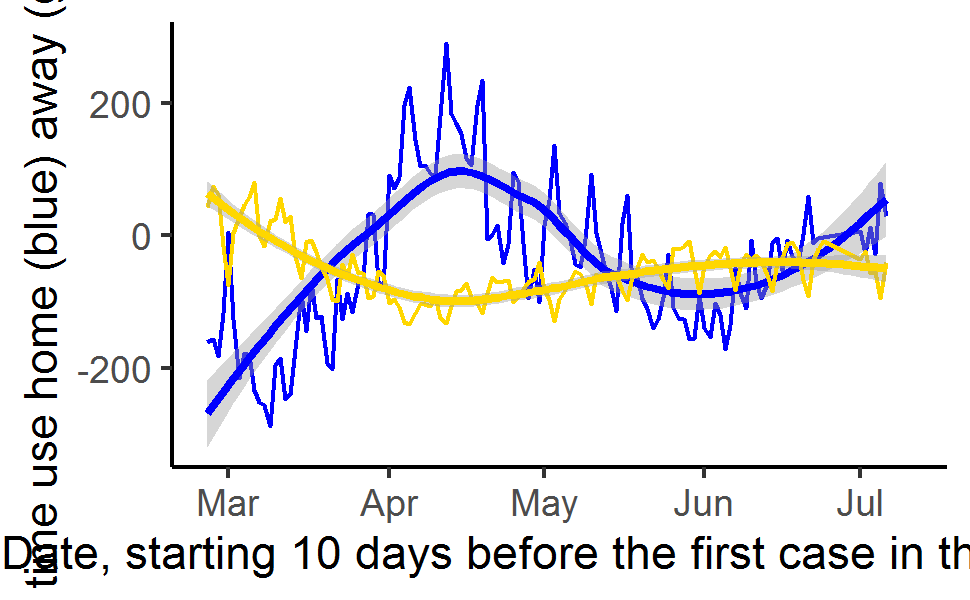 time use home (blue) away (
200
0
-200
Mar Apr May Jun Jul
Date, starting 10 days before the first case in th